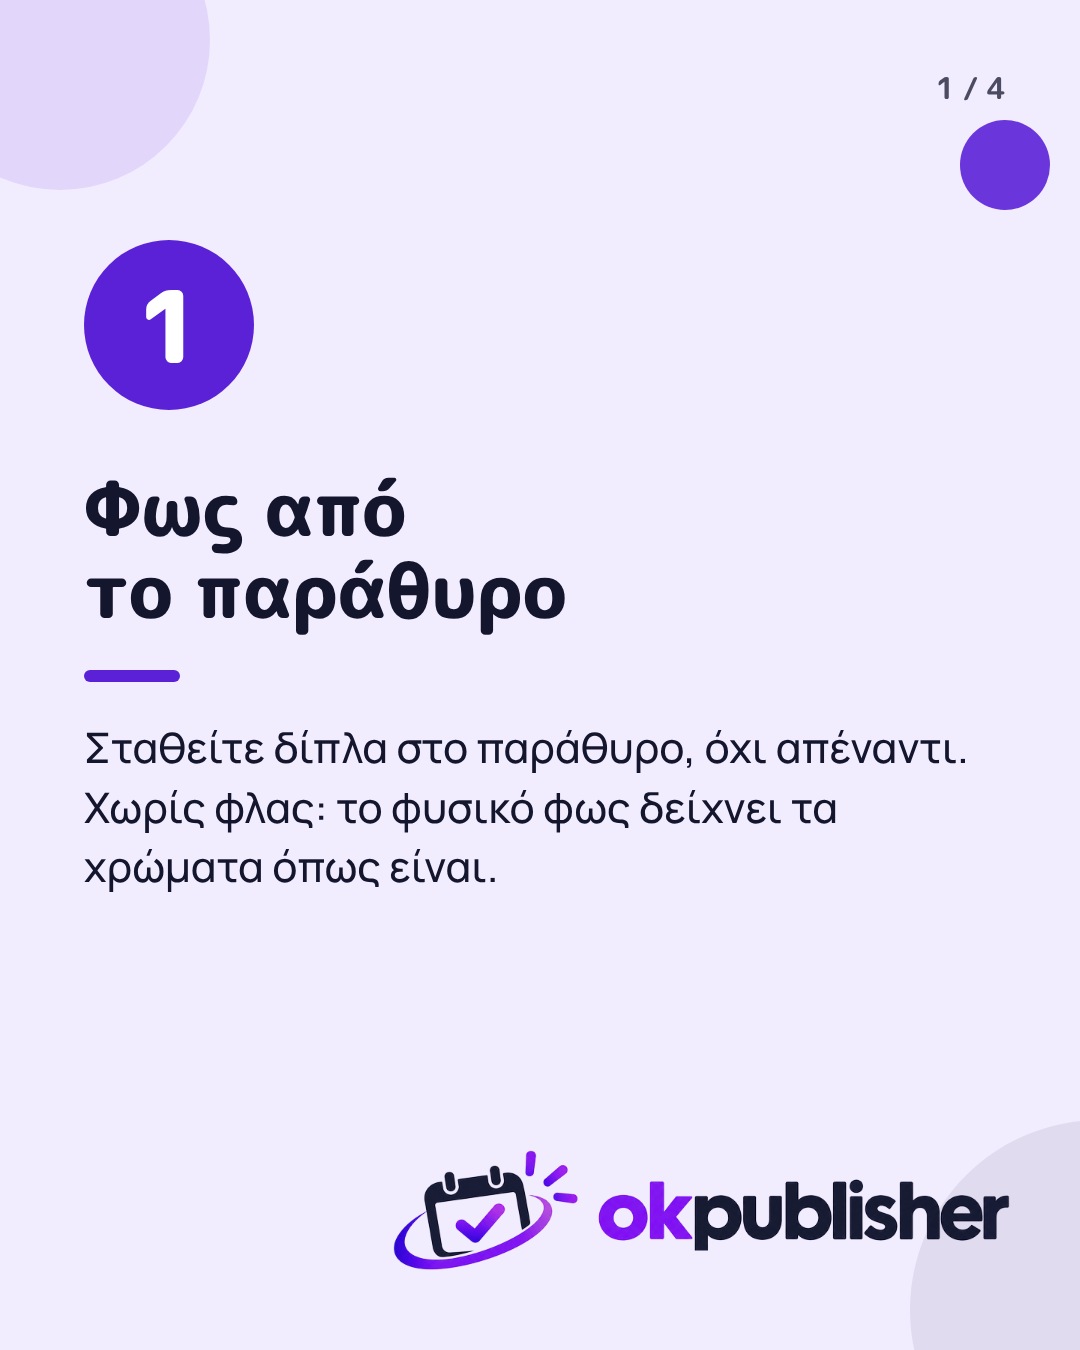 1 / 4
1
Φως από
το παράθυρο
Σταθείτε δίπλα στο παράθυρο, όχι απέναντι.
Χωρίς φλας: το φυσικό φως δείχνει τα
χρώματα όπως είναι.
okpublisher